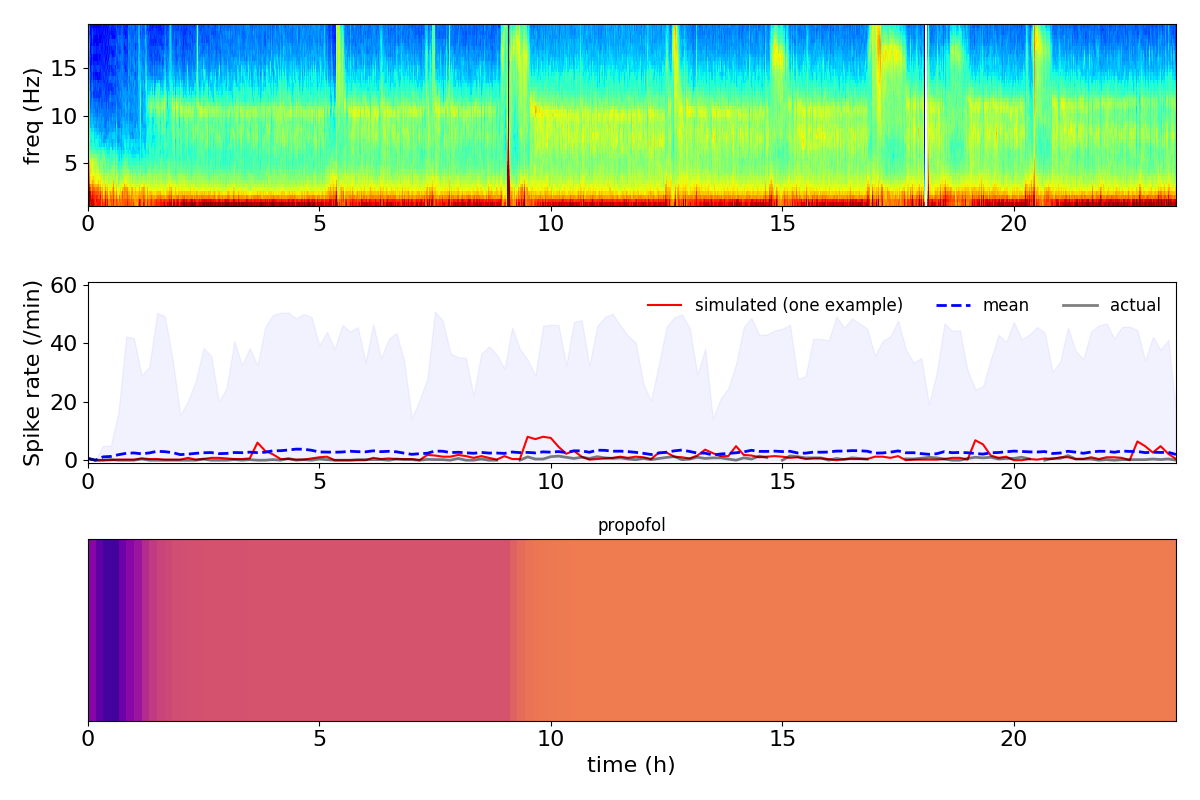 freq (Hz)
15
10
5
0 5 10 15 20
Spike rate (/min)
60
40
20
0
simulated (one example) mean actual
0 5 10 15 20
propofol
0 5 10 15 20
time (h)